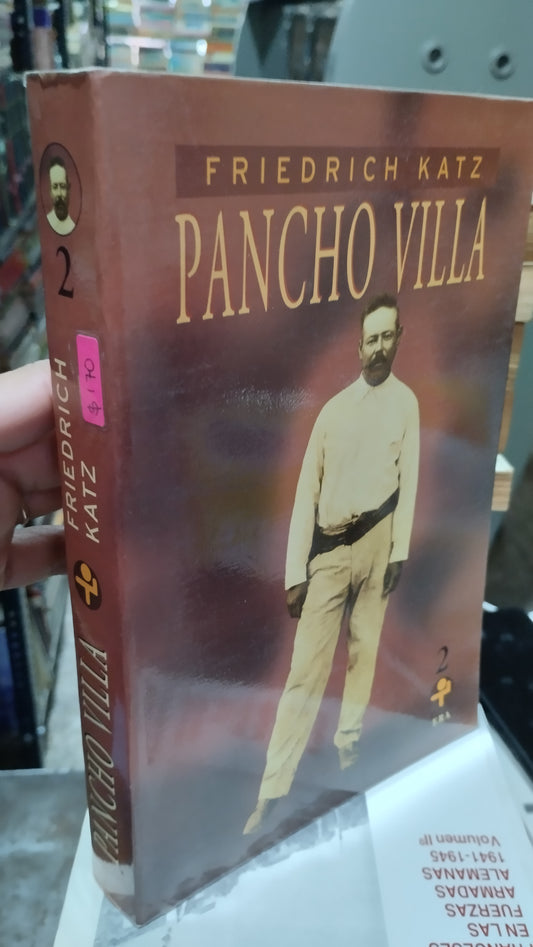 FRIEDRICH KATZ
PANCHO VILLA
2
ERA
2
FRIEDRICH
KATZ
PANCHO VILLA
$170
EN LAS
FUERZAS
ARMADAS
ALEMANAS
1941-1945
Volumen IIº